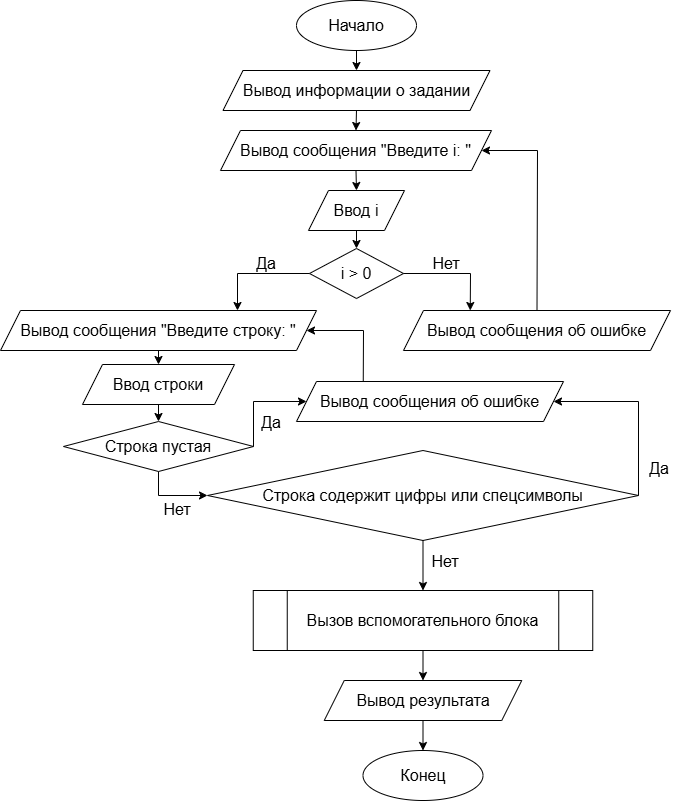 Начало
Вывод информации о задании
Вывод сообщения "Введите i: "
Ввод i
i > 0
Да
Нет
Вывод сообщения "Введите строку: "
Вывод сообщения об ошибке
Ввод строки
Вывод сообщения об ошибке
Строка пустая
Да
Нет
Строка содержит цифры или спецсимволы
Да
Нет
Вызов вспомогательного блока
Вывод результата
Конец